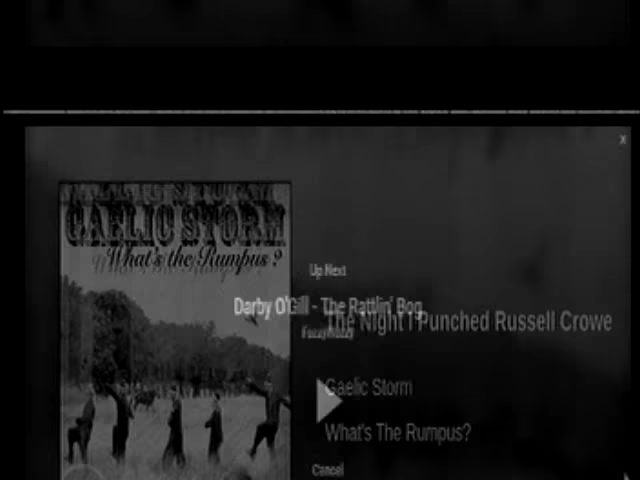 x
GAELIC STORM
What's the Rumpus?
Up Next
Darby O'Gill - The Rattlin' Bog
The Night I Punched Russell Crowe
Gaelic Storm
What's The Rumpus?
Cancel